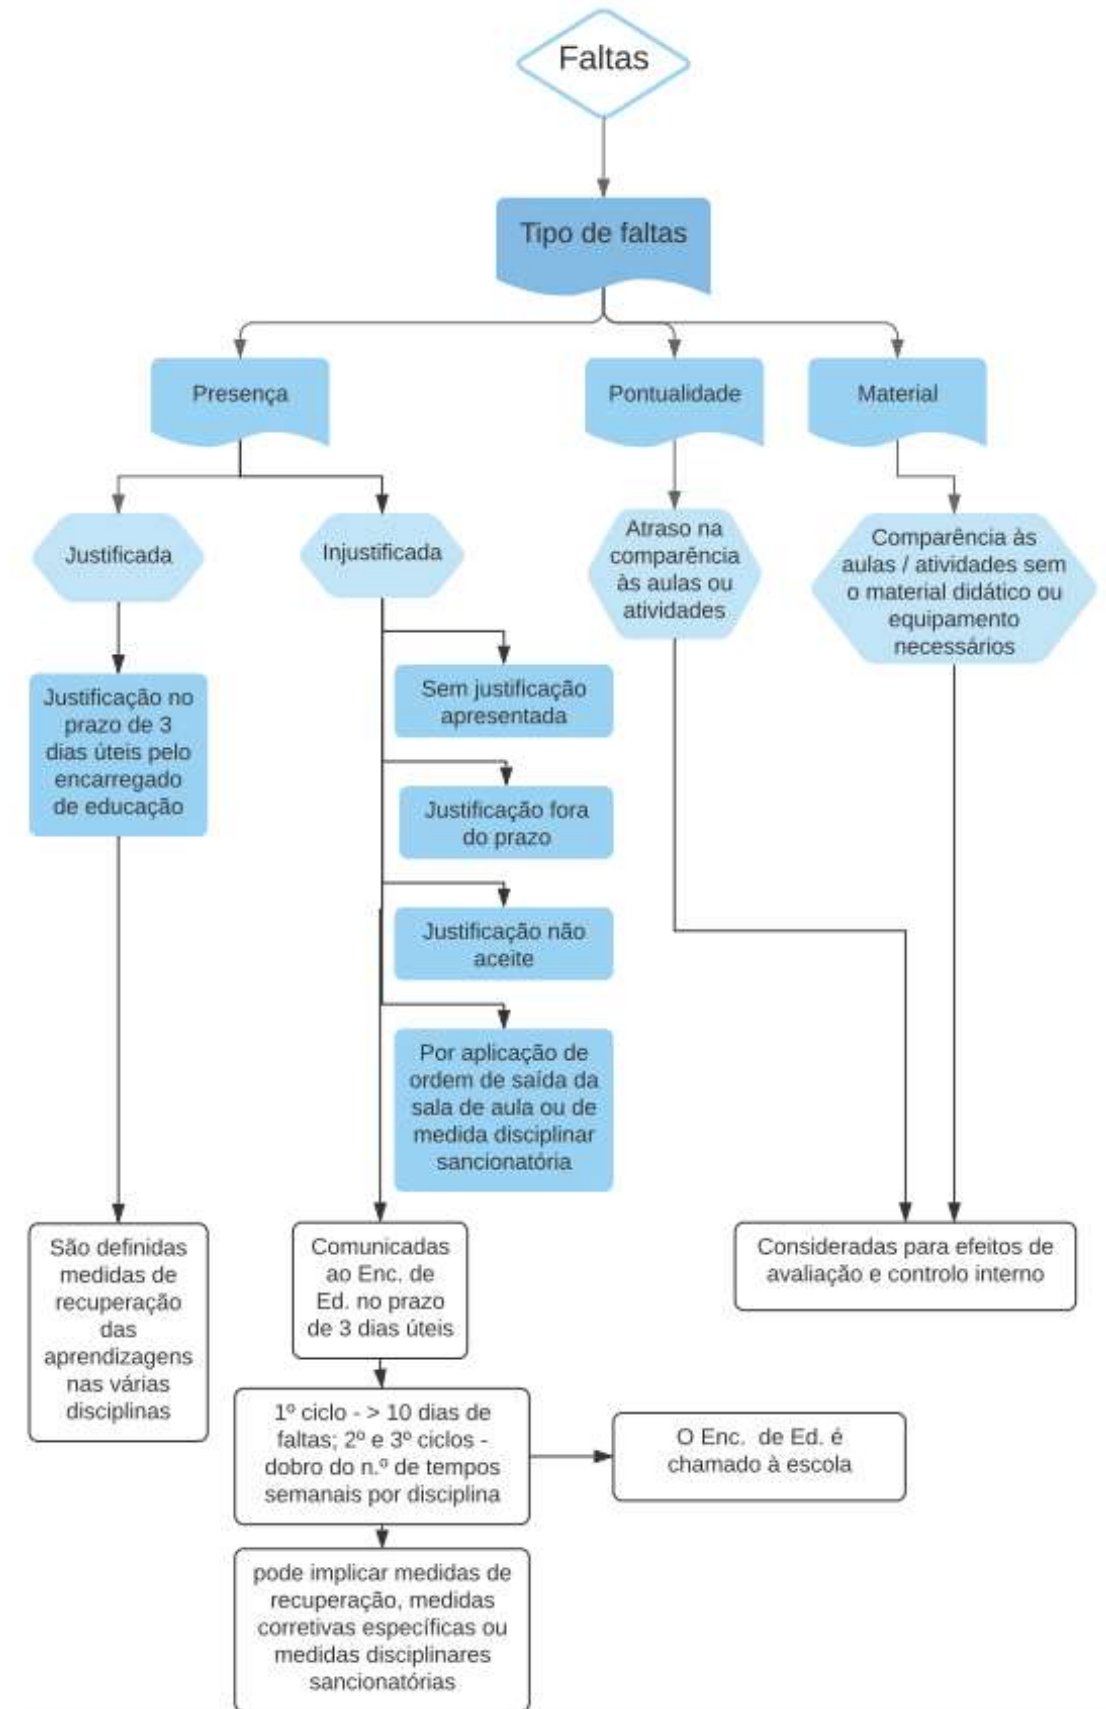 Faltas
Tipo de faltas
Presença
Pontualidade
Material
Justificada
Injustificada
Atraso na
comparência
às aulas ou
atividades
Comparência às
aulas / atividades sem
o material didático ou
equipamento
necessários
Justificação no
prazo de 3
dias úteis pelo
encarregado
de educação
Sem justificação
apresentada
Justificação fora
do prazo
Justificação não
aceite
Por aplicação de
ordem de saída da
sala de aula ou de
medida disciplinar
sancionatória
São definidas
medidas de
recuperação
das
aprendizagens
nas várias
disciplinas
Comunicadas
ao Enc. de
Ed. no prazo
de 3 dias úteis
Consideradas para efeitos de
avaliação e controlo interno
1º ciclo - > 10 dias de
faltas; 2º e 3º ciclos -
dobro do n.º de tempos
semanais por disciplina
O Enc. de Ed. é
chamado à escola
pode implicar medidas de
recuperação, medidas
corretivas específicas ou
medidas disciplinares
sancionatórias